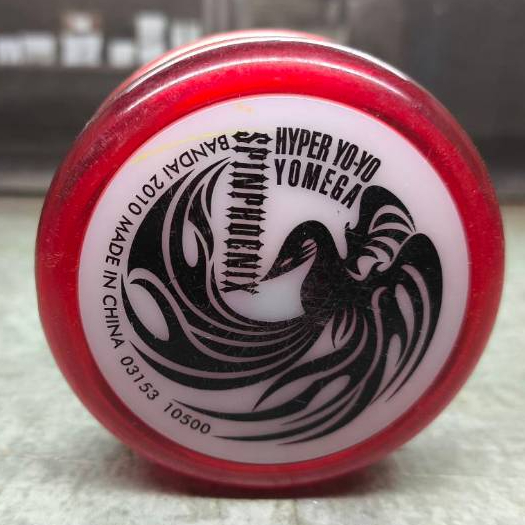 HYPER YO-YO
YOMEGA
SPINPHOENIX
BANDAI 2010 MADE IN CHINA 03153 10500